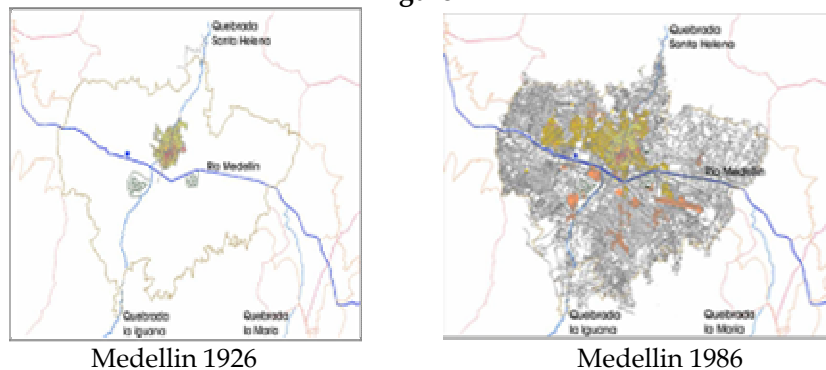 Quebrada
Santa Helena
Rio Medellin
Quebrada
la Iguana
Quebrada
la Maria
Medellin 1926
Quebrada
Santa Helena
Rio Medellin
Quebrada
la Iguana
Quebrada
la Maria
Medellin 1986